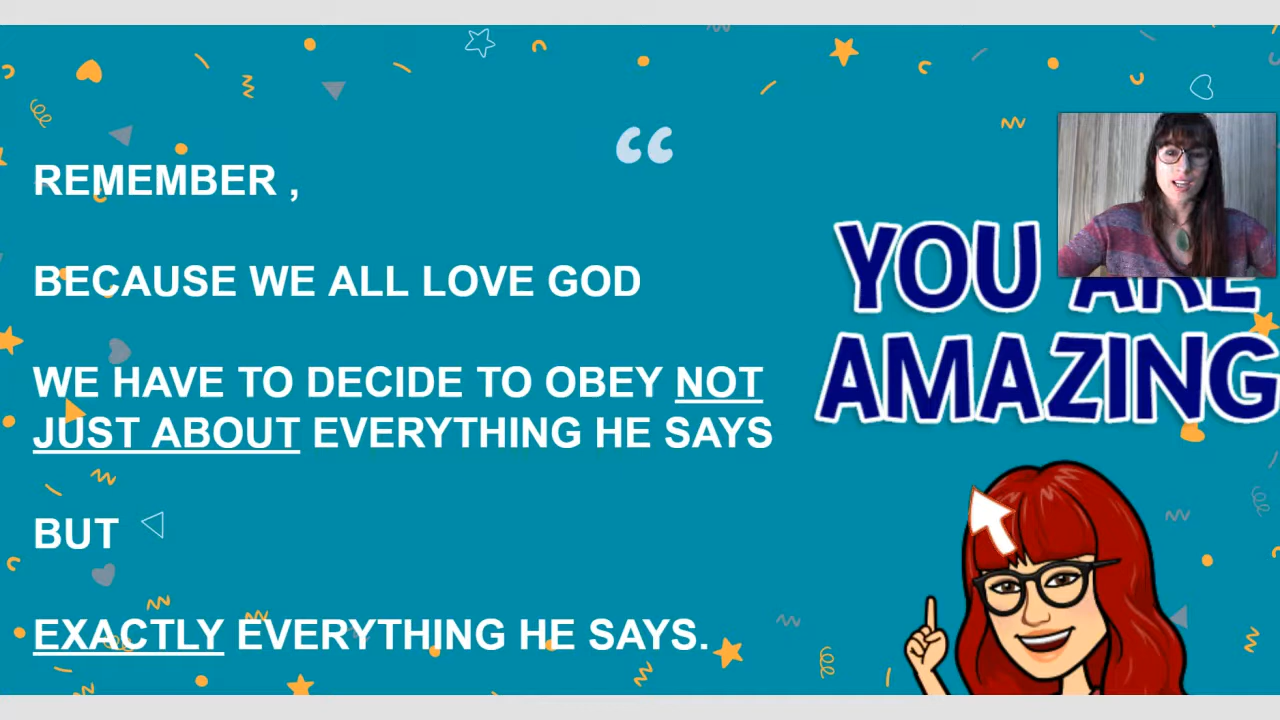 REMEMBER ,
BECAUSE WE ALL LOVE GOD
WE HAVE TO DECIDE TO OBEY NOT
JUST ABOUT EVERYTHING HE SAYS
BUT
EXACTLY EVERYTHING HE SAYS.
YOU ARE
AMAZING